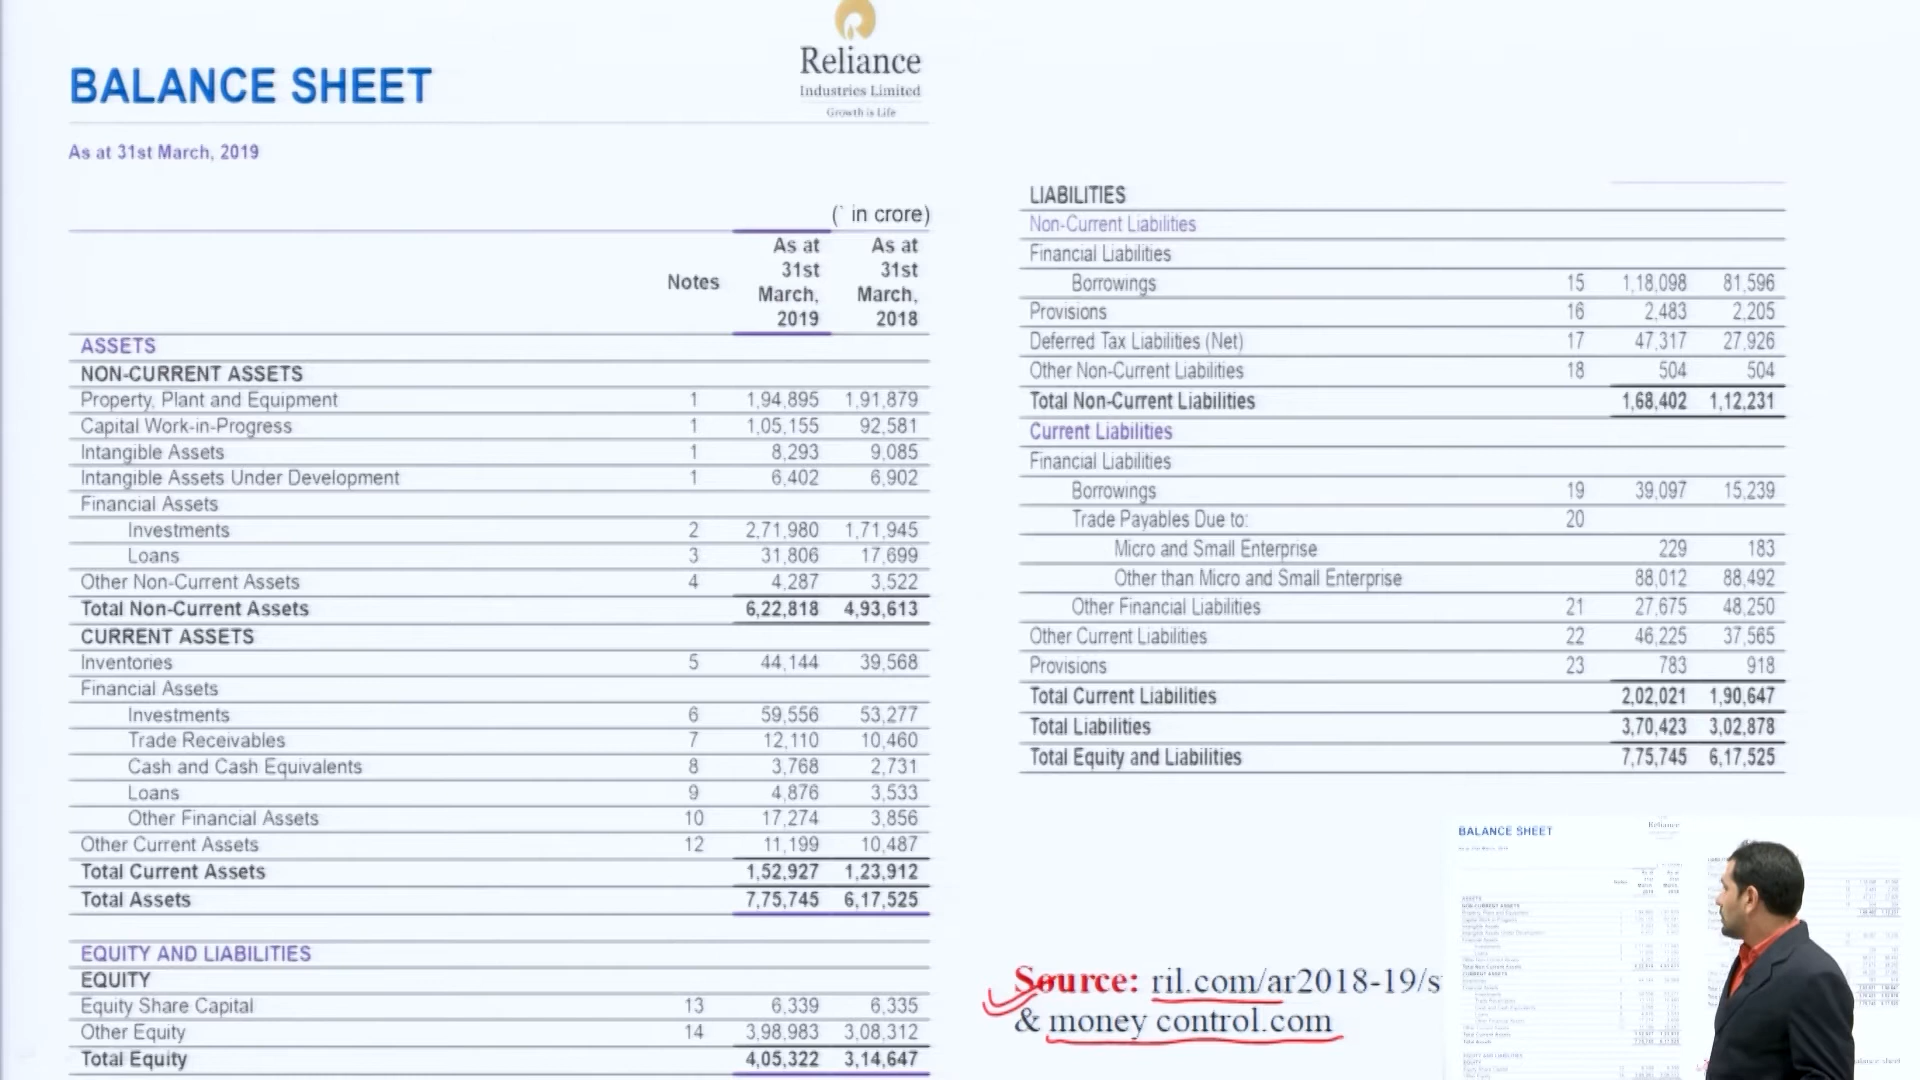 BALANCE SHEET
Reliance
Industries Limited
Growth is Life
As at 31st March, 2019
(` in crore)
Notes As at 31st March, 2019 As at 31st March, 2018
ASSETS
NON-CURRENT ASSETS
Property, Plant and Equipment 1 1,94,895 1,91,879
Capital Work-in-Progress 1 1,05,155 92,581
Intangible Assets 1 8,293 9,085
Intangible Assets Under Development 1 6,402 6,902
Financial Assets
Investments 2 2,71,980 1,71,945
Loans 3 31,806 17,699
Other Non-Current Assets 4 4,287 3,522
Total Non-Current Assets 6,22,818 4,93,613
CURRENT ASSETS
Inventories 5 44,144 39,568
Financial Assets
Investments 6 59,556 53,277
Trade Receivables 7 12,110 10,460
Cash and Cash Equivalents 8 3,768 2,731
Loans 9 4,876 3,533
Other Financial Assets 10 17,274 3,856
Other Current Assets 12 11,199 10,487
Total Current Assets 1,52,927 1,23,912
Total Assets 7,75,745 6,17,525
EQUITY AND LIABILITIES
EQUITY
Equity Share Capital 13 6,339 6,335
Other Equity 14 3,98,983 3,08,312
Total Equity 4,05,322 3,14,647
LIABILITIES
Non-Current Liabilities
Financial Liabilities
Borrowings 15 1,18,098 81,596
Provisions 16 2,483 2,205
Deferred Tax Liabilities (Net) 17 47,317 27,926
Other Non-Current Liabilities 18 504 504
Total Non-Current Liabilities 1,68,402 1,12,231
Current Liabilities
Financial Liabilities
Borrowings 19 39,097 15,239
Trade Payables Due to: 20
Micro and Small Enterprise 229 183
Other than Micro and Small Enterprise 88,012 88,492
Other Financial Liabilities 21 27,675 48,250
Other Current Liabilities 22 46,225 37,565
Provisions 23 783 918
Total Current Liabilities 2,02,021 1,90,647
Total Liabilities 3,70,423 3,02,878
Total Equity and Liabilities 7,75,745 6,17,525
Source: ril.com/ar2018-19/s
& money control.com
BALANCE SHEET
Reliance